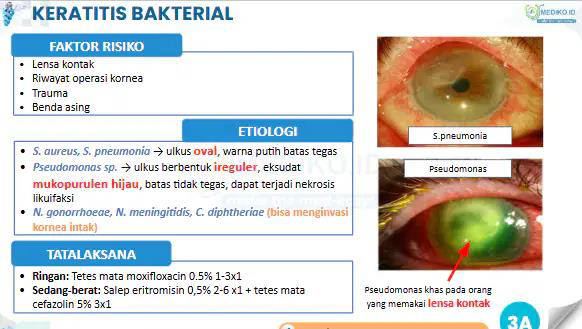 KERATITIS BAKTERIAL
MEDIKO.ID
FAKTOR RISIKO
• Lensa kontak
• Riwayat operasi kornea
• Trauma
• Benda asing
ETIOLOGI
• S. aureus, S. pneumonia → ulkus oval, warna putih batas tegas
• Pseudomonas sp. → ulkus berbentuk ireguler, eksudat
mukopurulen hijau, batas tidak tegas, dapat terjadi nekrosis
likuifaksi
• N. gonorrhoeae, N. meningitidis, C. diphtheriae (bisa menginvasi
kornea intak)
TATALAKSANA
• Ringan: Tetes mata moxifloxacin 0.5% 1-3x1
• Sedang-berat: Salep eritromisin 0,5% 2-6 x1 + tetes mata
cefazolin 5% 3x1
S.pneumonia
Pseudomonas
Pseudomonas khas pada orang
yang memakai lensa kontak
3A